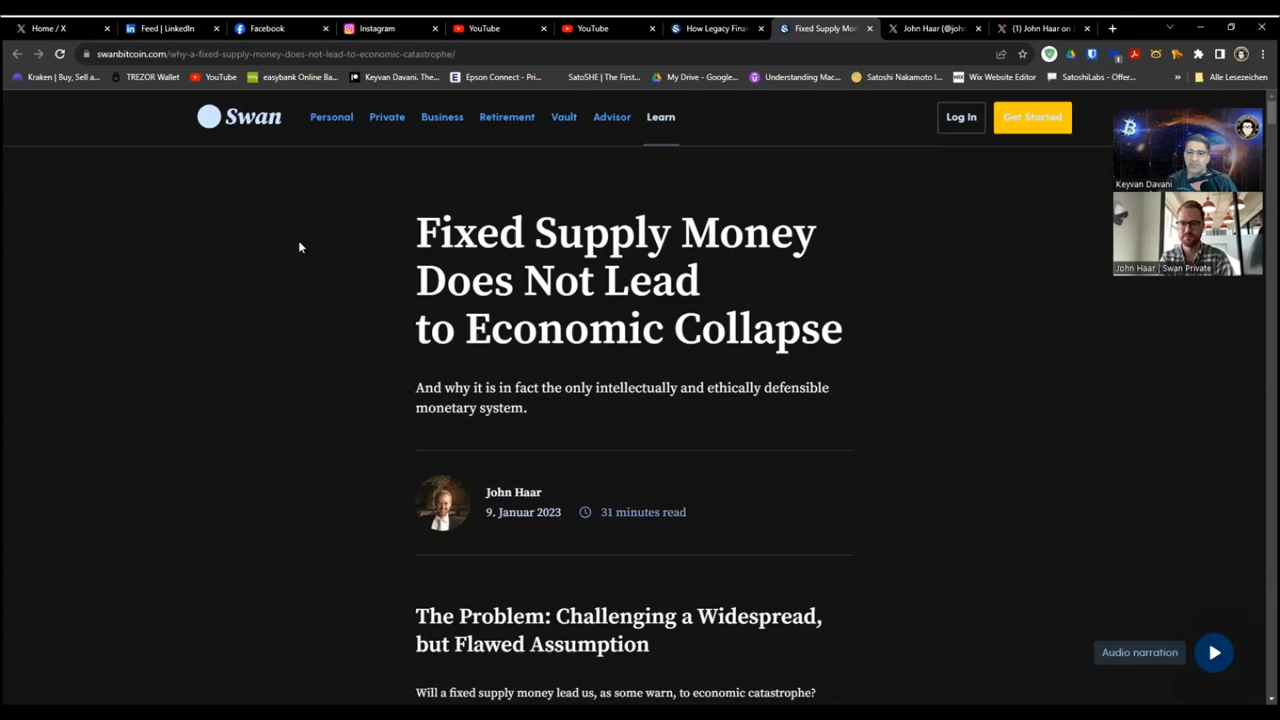 Home / X
Feed | LinkedIn
Facebook
Instagram
YouTube
YouTube
How Legacy Finan
Fixed Supply Mon
John Haar (@john
(1) John Haar on
swanbitcoin.com/why-a-fixed-supply-money-does-not-lead-to-economic-catastrophe/
Kraken | Buy, Sell a...
TREZOR Wallet
YouTube
easybank Online Ba...
Keyvan Davani. The...
Epson Connect - Pri...
SatoSHE | The First...
My Drive - Google...
Understanding Mac...
Satoshi Nakamoto I...
Wix Website Editor
SatoshiLabs - Offer...
Alle Lesezeichen
Swan
Personal
Private
Business
Retirement
Vault
Advisor
Learn
Log In
Get Started
Keyvan Davani
John Haar | Swan Private
Fixed Supply Money
Does Not Lead
to Economic Collapse
And why it is in fact the only intellectually and ethically defensible
monetary system.
John Haar
9. Januar 2023
31 minutes read
The Problem: Challenging a Widespread,
but Flawed Assumption
Audio narration
Will a fixed supply money lead us, as some warn, to economic catastrophe?